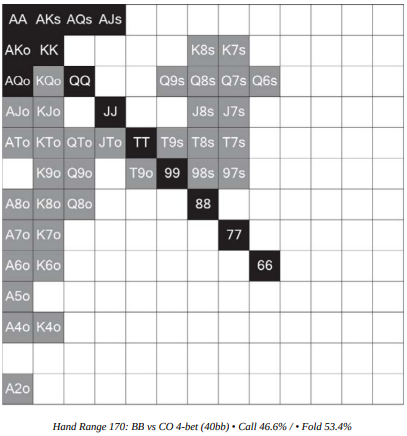 AA AKs AQs AJs
AKo KK K8s K7s
AQo KQo QQ Q9s Q8s Q7s Q6s
AJo KJo JJ J8s J7s
ATo KTo QTo JTo TT T9s T8s T7s
K9o Q9o T9o 99 98s 97s
A8o K8o Q8o 88
A7o K7o 77
A6o K6o 66
A5o
A4o K4o
A2o
Hand Range 170: BB vs CO 4-bet (40bb) • Call 46.6% / • Fold 53.4%